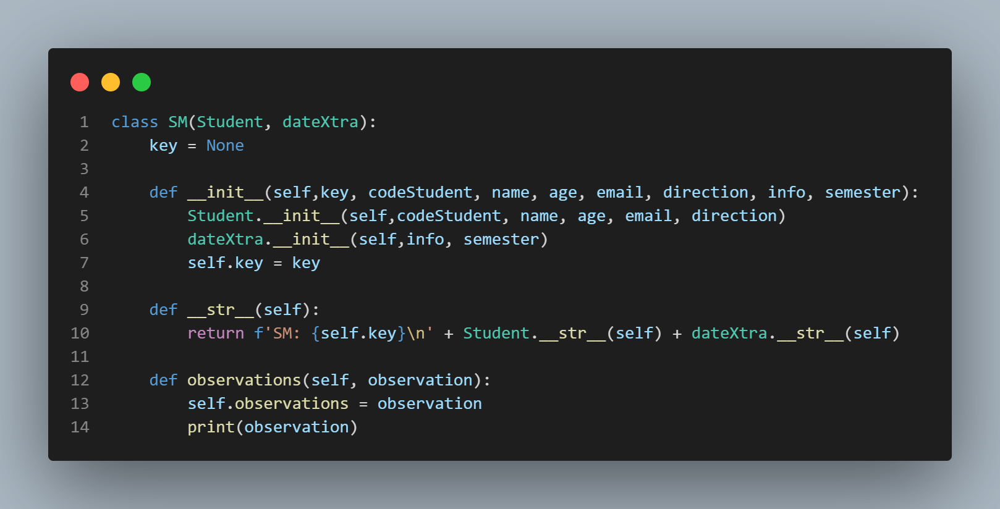 1 class SM(Student, dateXtra):
2     key = None
3
4     def __init__(self,key, codeStudent, name, age, email, direction, info, semester):
5         Student.__init__(self,codeStudent, name, age, email, direction)
6         dateXtra.__init__(self,info, semester)
7         self.key = key
8
9     def __str__(self):
10         return f'SM: {self.key}\n' + Student.__str__(self) + dateXtra.__str__(self)
11
12     def observations(self, observation):
13         self.observations = observation
14         print(observation)